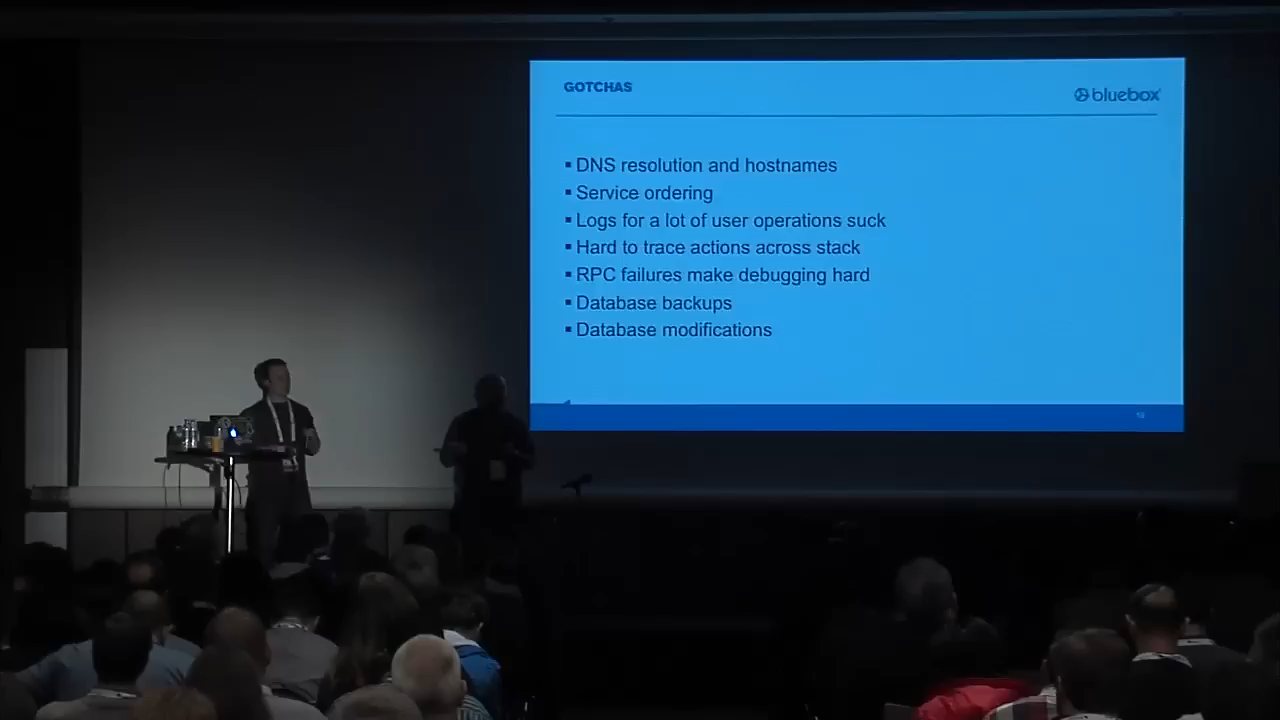 GOTCHAS
bluebox
▪ DNS resolution and hostnames
▪ Service ordering
▪ Logs for a lot of user operations suck
▪ Hard to trace actions across stack
▪ RPC failures make debugging hard
▪ Database backups
▪ Database modifications